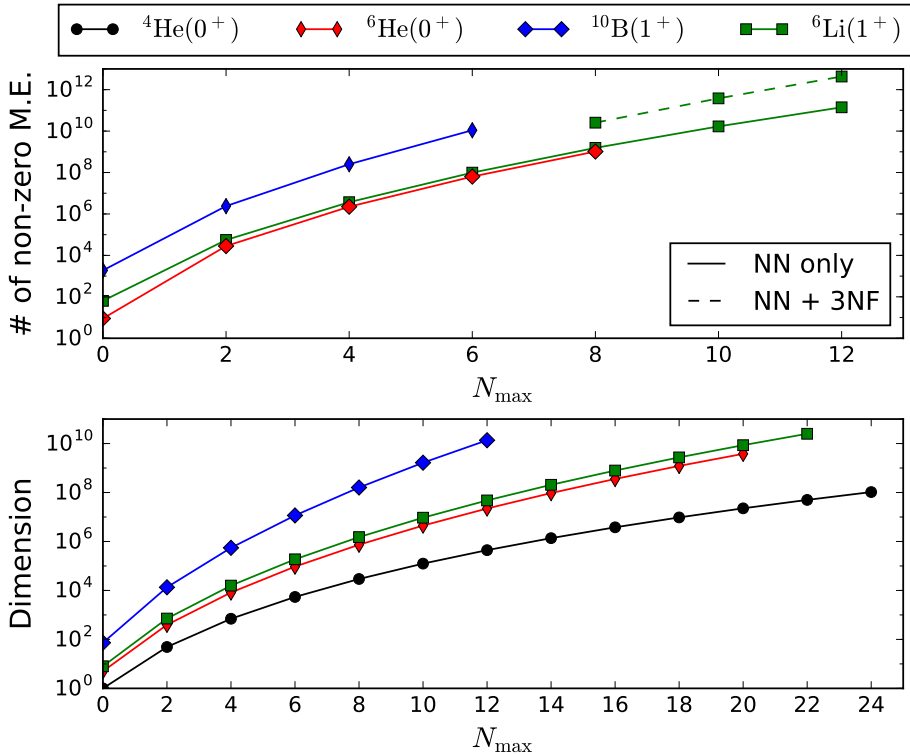 ⁴He(0⁺) ⁶He(0⁺) ¹⁰B(1⁺) ⁶Li(1⁺)
# of non-zero M.E.
10¹²
10¹⁰
10⁸
10⁶
10⁴
10²
10⁰
NN only
NN + 3NF
0 2 4 6 8 10 12
N_max
Dimension
10¹⁰
10⁸
10⁶
10⁴
10²
10⁰
0 2 4 6 8 10 12 14 16 18 20 22 24
N_max